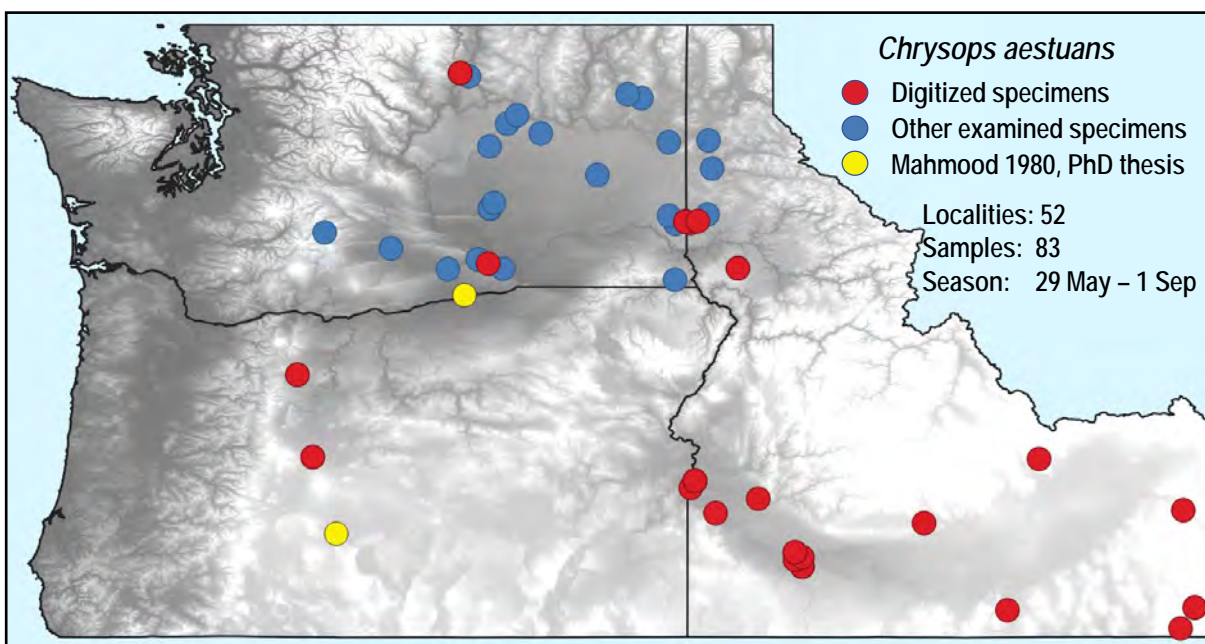 Chrysops aestuans
Digitized specimens
Other examined specimens
Mahmood 1980, PhD thesis
Localities: 52
Samples: 83
Season: 29 May – 1 Sep